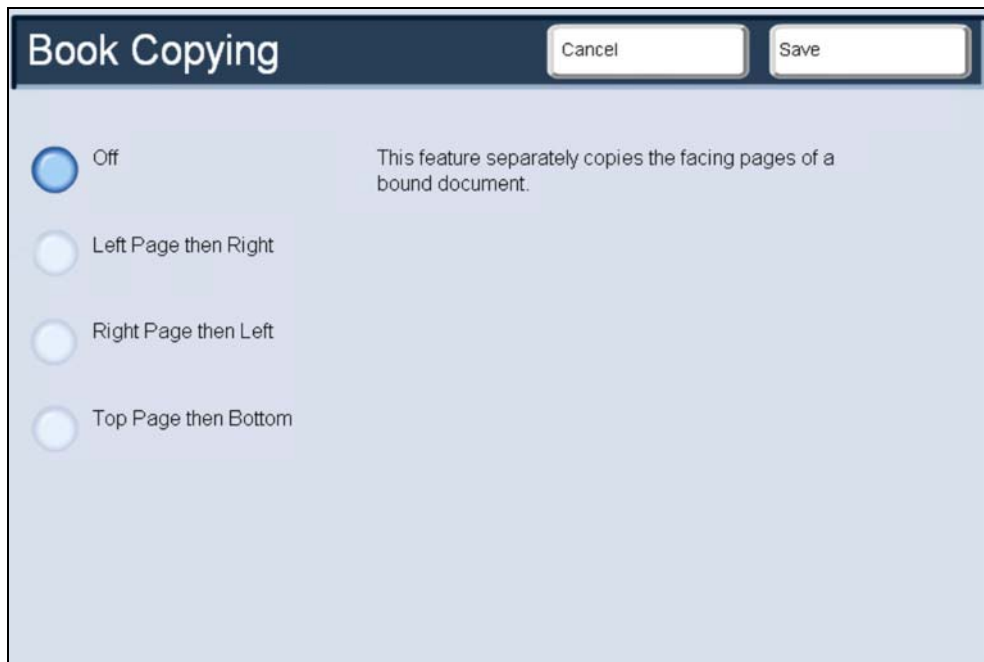 Book Copying
Cancel
Save
Off
This feature separately copies the facing pages of a
bound document.
Left Page then Right
Right Page then Left
Top Page then Bottom